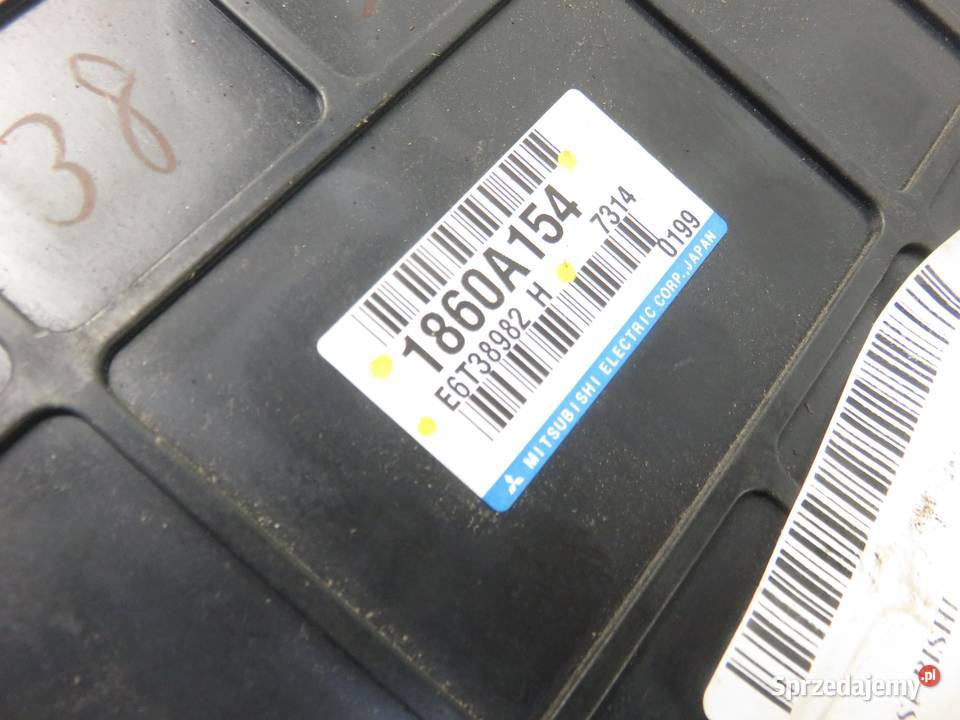 38
1860A154
E6T38982 H 7314
0199
MITSUBISHI ELECTRIC CORP., JAPAN
Sprzedajemy.pl